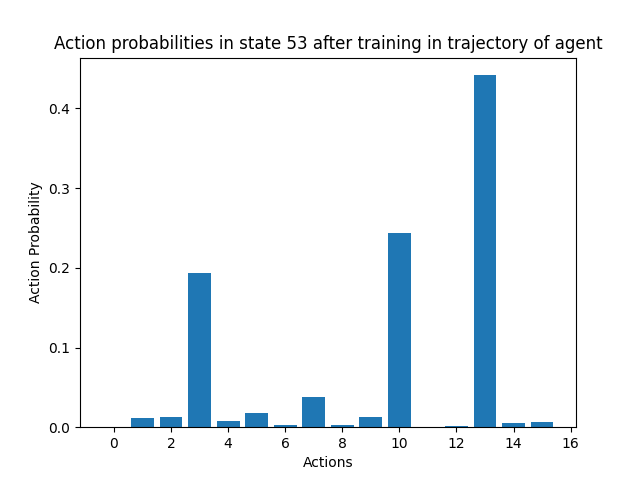 Action probabilities in state 53 after training in trajectory of agent
0.4
0.3
0.2
0.1
0.0
Action Probability
0 2 4 6 8 10 12 14 16
Actions